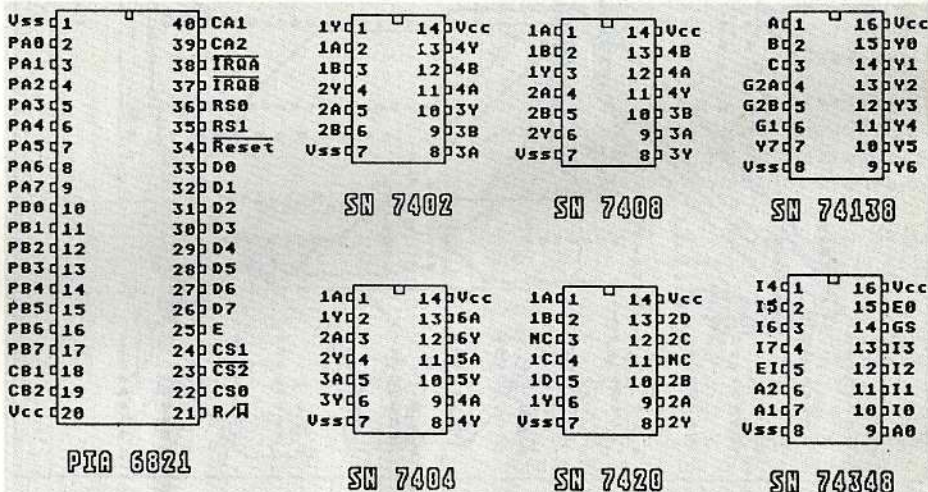 Vss 1 40 CA1
PA0 2 39 CA2
PA1 3 38 IRQA
PA2 4 37 IRQB
PA3 5 36 RS0
PA4 6 35 RS1
PA5 7 34 Reset
PA6 8 33 D0
PA7 9 32 D1
PB0 10 31 D2
PB1 11 30 D3
PB2 12 29 D4
PB3 13 28 D5
PB4 14 27 D6
PB5 15 26 D7
PB6 16 25 E
PB7 17 24 CS1
CB1 18 23 CS2
CB2 19 22 CS0
Vcc 20 21 R/W
PIA 6821
1Y 1 14 Vcc
1A 2 13 4Y
1B 3 12 4B
2Y 4 11 4A
2A 5 10 3Y
2B 6 9 3B
Vss 7 8 3A
SN 7402
1A 1 14 Vcc
1B 2 13 4B
1Y 3 12 4A
2A 4 11 4Y
2B 5 10 3B
2Y 6 9 3A
Vss 7 8 3Y
SN 7408
A 1 16 Vcc
B 2 15 Y0
C 3 14 Y1
G2A 4 13 Y2
G2B 5 12 Y3
G1 6 11 Y4
Y7 7 10 Y5
Vss 8 9 Y6
SN 74138
1A 1 14 Vcc
1Y 2 13 6A
2A 3 12 6Y
2Y 4 11 5A
3A 5 10 5Y
3Y 6 9 4A
Vss 7 8 4Y
SN 7404
1A 1 14 Vcc
1B 2 13 2D
NC 3 12 2C
1C 4 11 NC
1D 5 10 2B
1Y 6 9 2A
Vss 7 8 2Y
SN 7420
I4 1 16 Vcc
I5 2 15 E0
I6 3 14 GS
I7 4 13 I3
EI 5 12 I2
A2 6 11 I1
A1 7 10 I0
Vss 8 9 A0
SN 74348